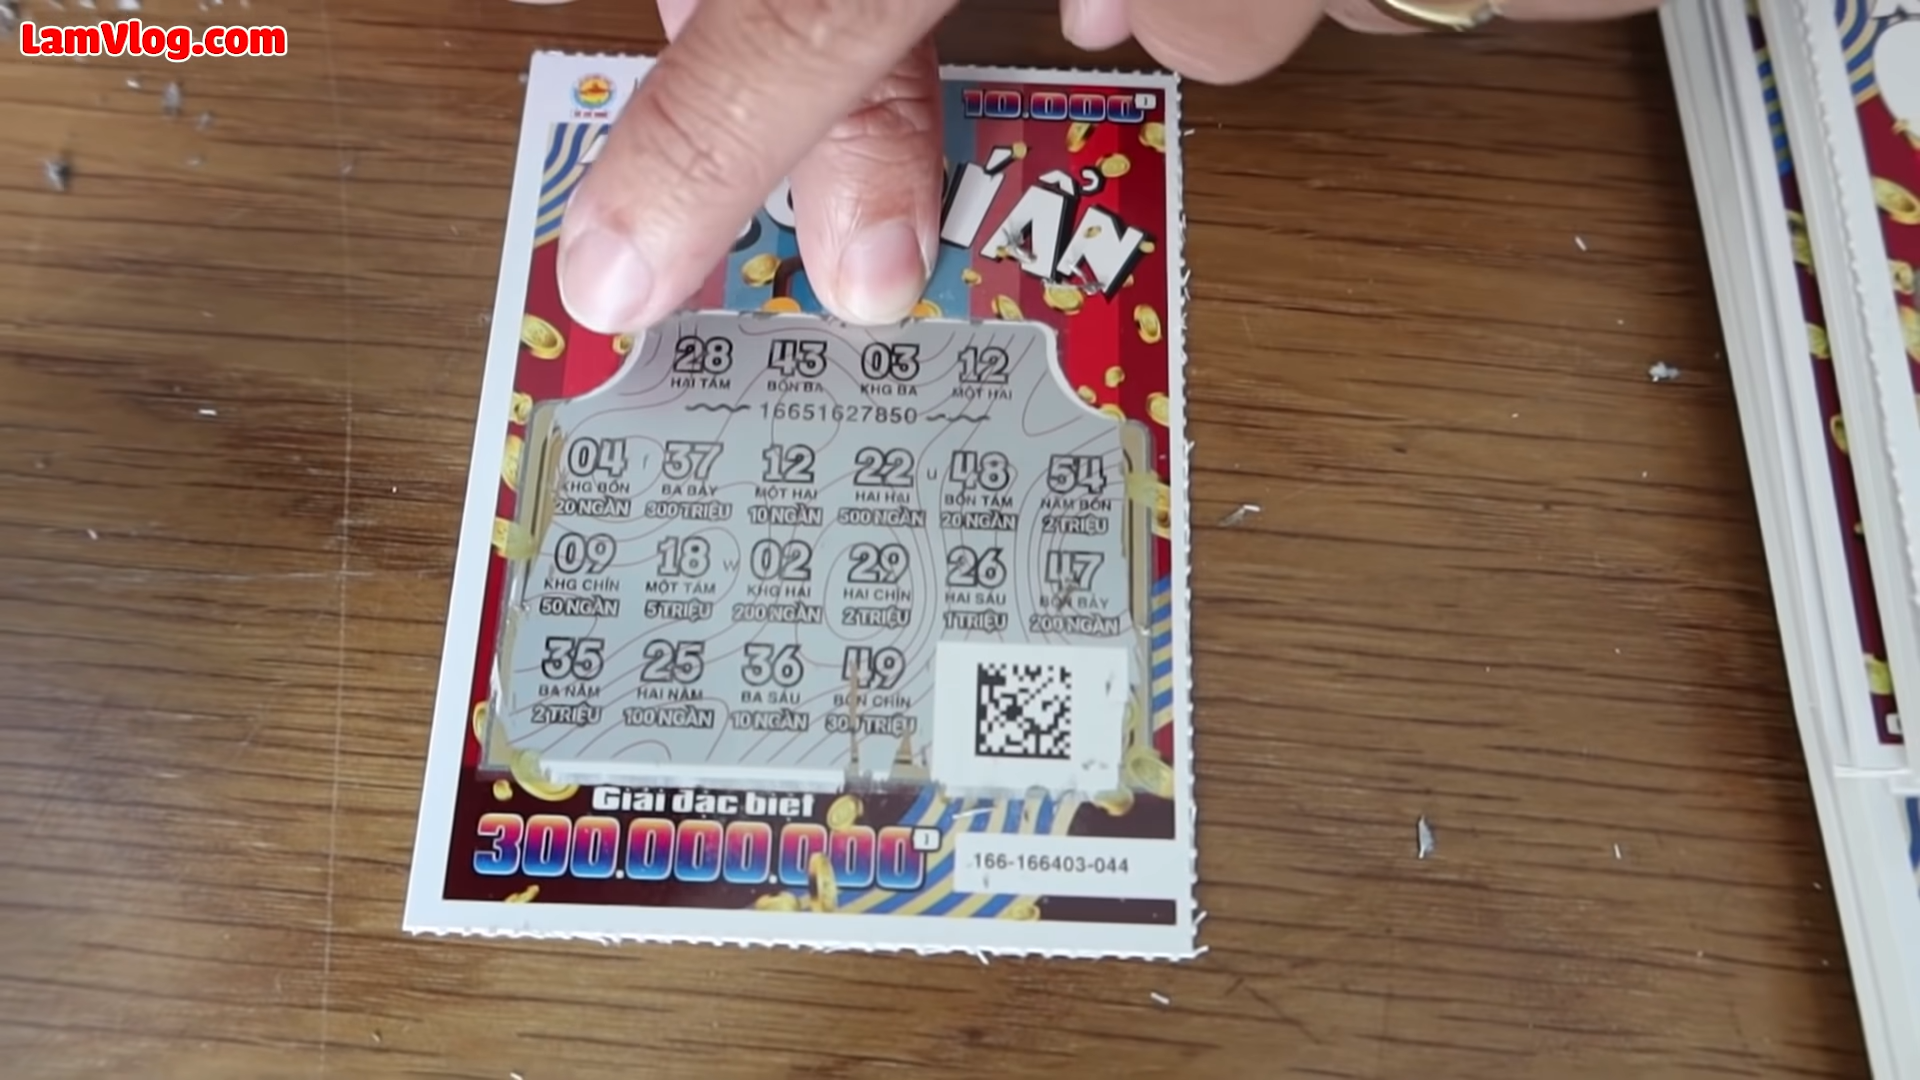 LamVlog.com
10.000Đ
ÍẨN
28 43 03 12
HAI TÁM BỐN BA KHG BA MỘT HAI
16651627850
04 37 12 22 48 54
KHG BỐN BA BẢY MỘT HAI HAI HAI BỐN TÁM NĂM BỐN
20 NGÀN 300 TRIỆU 10 NGÀN 500 NGÀN 20 NGÀN 2 TRIỆU
09 18 02 29 26 47
KHG CHÍN MỘT TÁM KHG HAI HAI CHÍN HAI SÁU BỐN BẢY
50 NGÀN 5 TRIỆU 200 NGÀN 2 TRIỆU 1 TRIỆU 200 NGÀN
35 25 36 49
BA NĂM HAI NĂM BA SÁU BỐN CHÍN
2 TRIỆU 100 NGÀN 10 NGÀN 300 TRIỆU
Giải đặc biệt
300.000.000Đ
166-166403-044